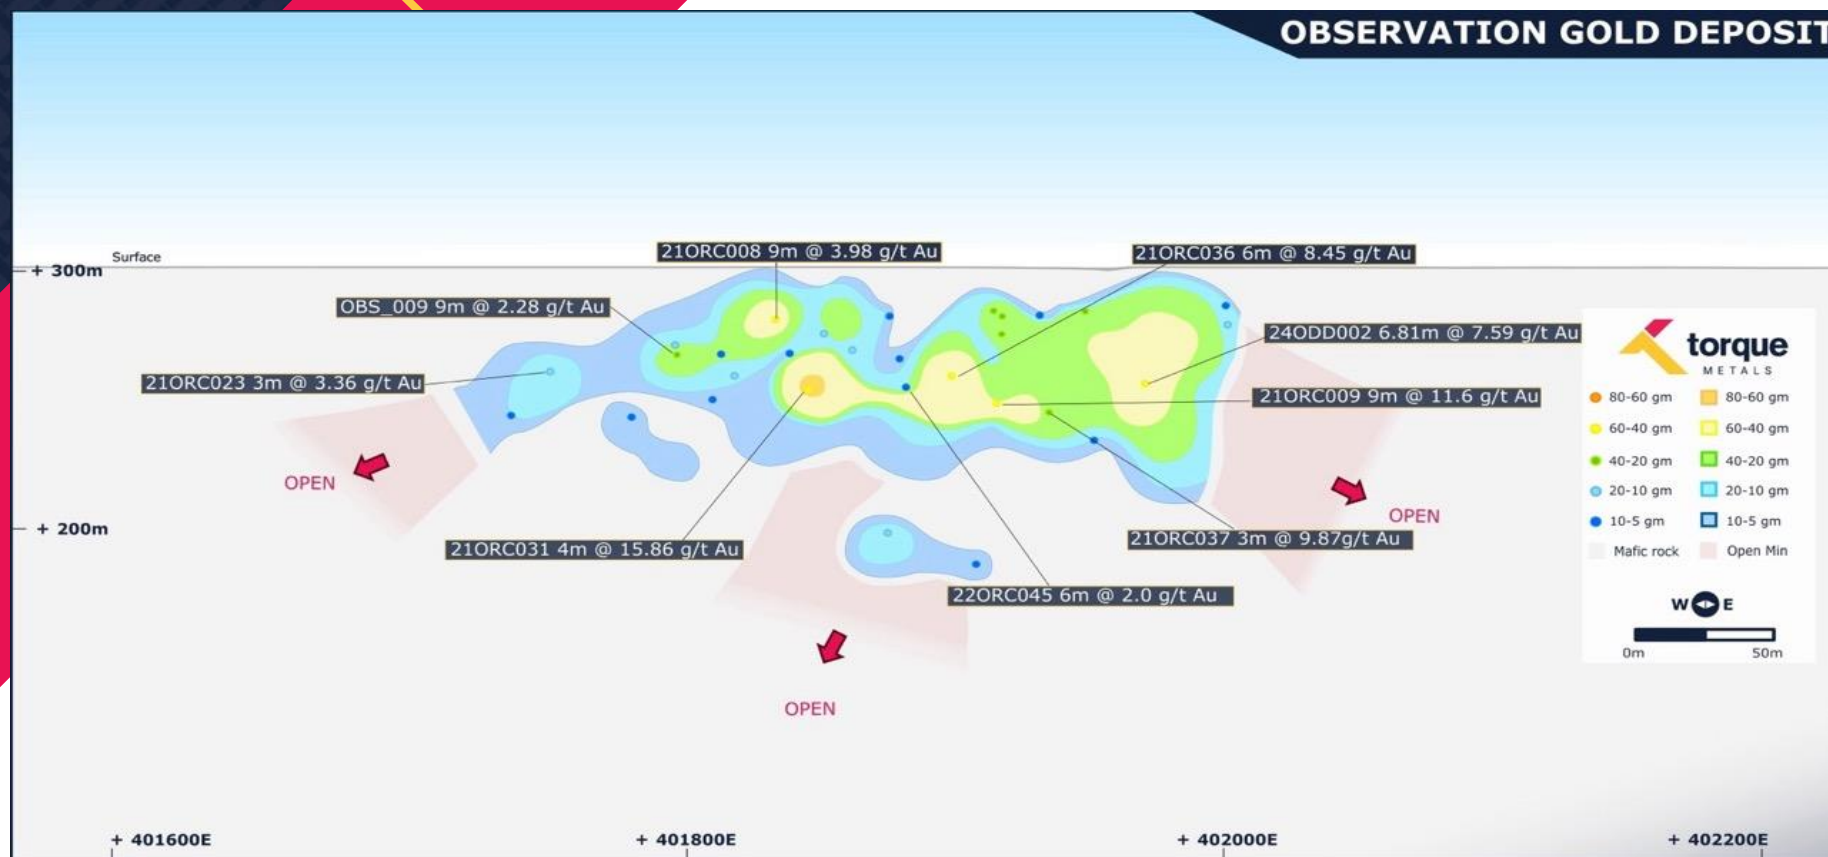 OBSERVATION GOLD DEPOSIT
Surface
+ 300m
21ORC008 9m @ 3.98 g/t Au
21ORC036 6m @ 8.45 g/t Au
OBS_009 9m @ 2.28 g/t Au
24ODD002 6.81m @ 7.59 g/t Au
21ORC023 3m @ 3.36 g/t Au
21ORC009 9m @ 11.6 g/t Au
torque
METALS
80-60 gm 80-60 gm
60-40 gm 60-40 gm
40-20 gm 40-20 gm
20-10 gm 20-10 gm
10-5 gm 10-5 gm
Mafic rock Open Min
W E
0m 50m
OPEN
OPEN
+ 200m
21ORC031 4m @ 15.86 g/t Au
21ORC037 3m @ 9.87g/t Au
22ORC045 6m @ 2.0 g/t Au
OPEN
+ 401600E + 401800E + 402000E + 402200E